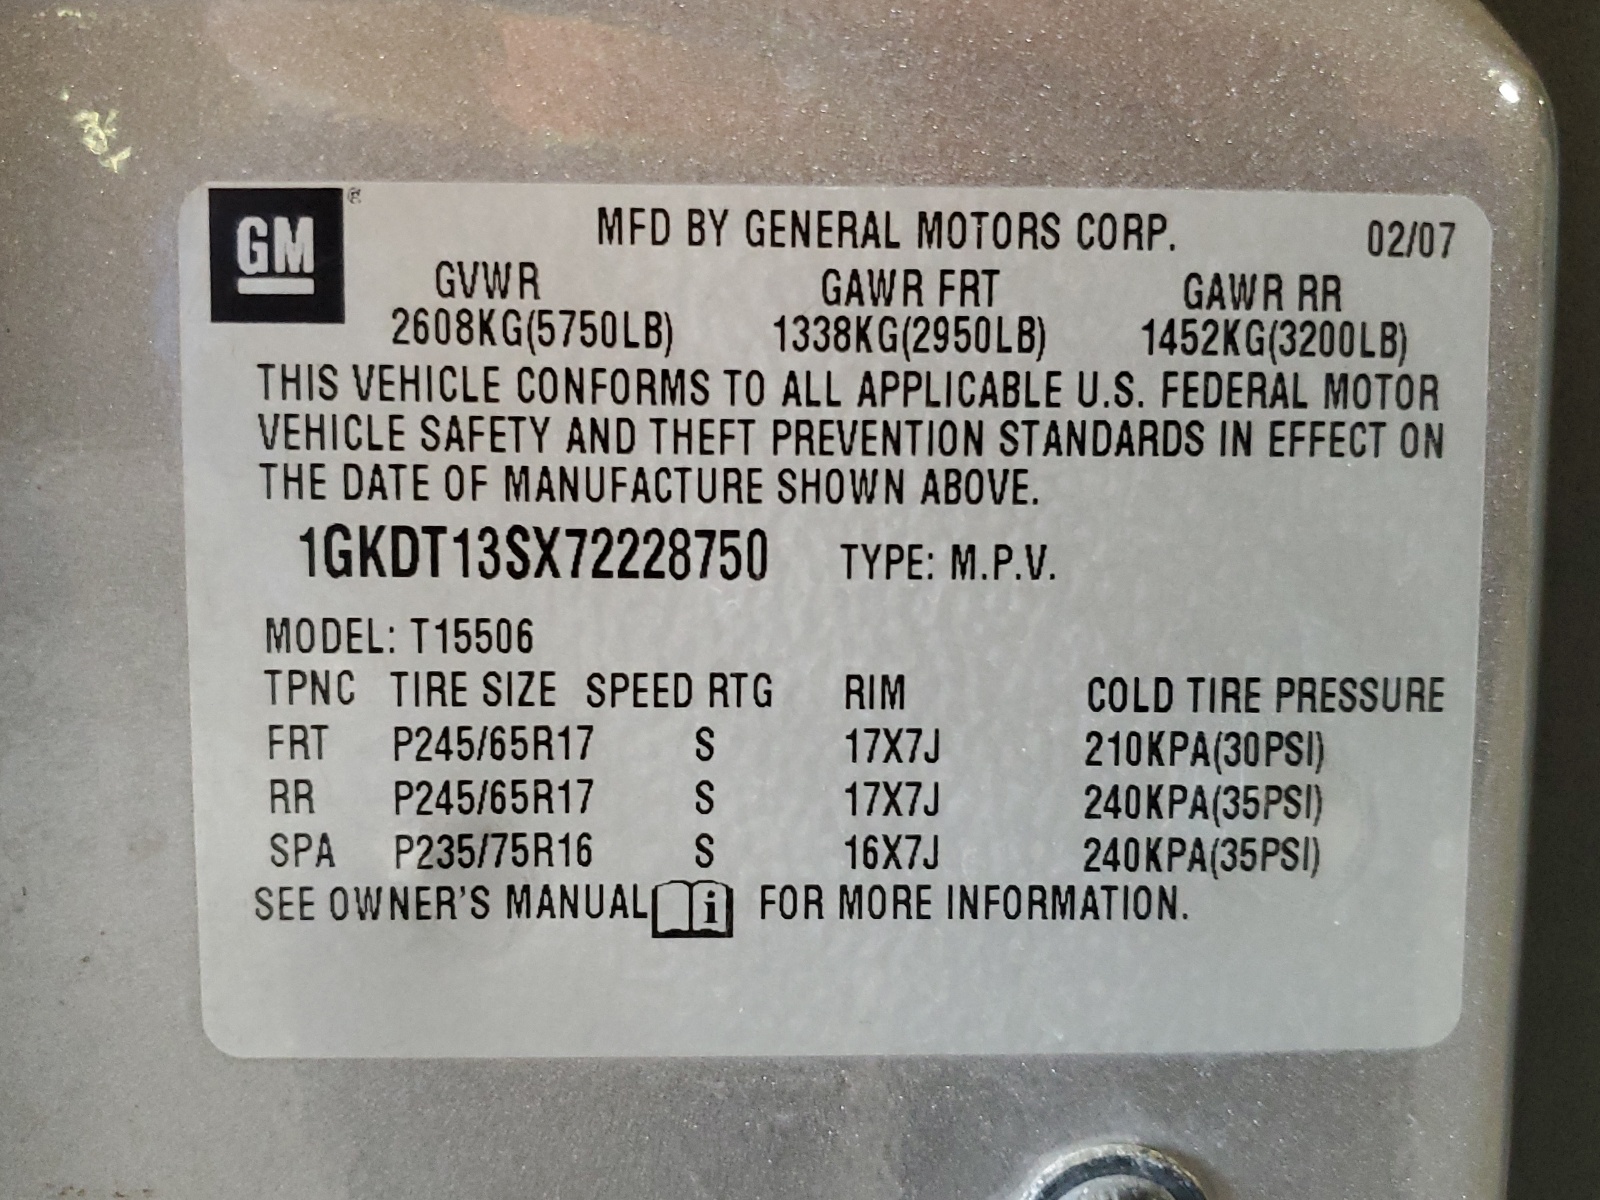 GM ®
MFD BY GENERAL MOTORS CORP. 02/07
GVWR GAWR FRT GAWR RR
2608KG(5750LB) 1338KG(2950LB) 1452KG(3200LB)
THIS VEHICLE CONFORMS TO ALL APPLICABLE U.S. FEDERAL MOTOR
VEHICLE SAFETY AND THEFT PREVENTION STANDARDS IN EFFECT ON
THE DATE OF MANUFACTURE SHOWN ABOVE.
1GKDT13SX72228750 TYPE: M.P.V.
MODEL: T15506
TPNC TIRE SIZE SPEED RTG RIM COLD TIRE PRESSURE
FRT P245/65R17 S 17X7J 210KPA(30PSI)
RR P245/65R17 S 17X7J 240KPA(35PSI)
SPA P235/75R16 S 16X7J 240KPA(35PSI)
SEE OWNER'S MANUAL i FOR MORE INFORMATION.